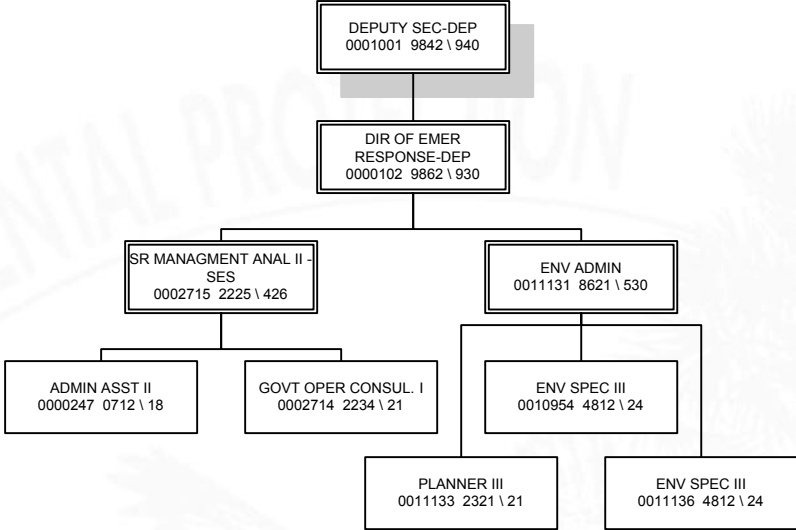 DEPUTY SEC-DEP
0001001 9842 \ 940
DIR OF EMER
RESPONSE-DEP
0000102 9862 \ 930
SR MANAGMENT ANAL II -
SES
0002715 2225 \ 426
ENV ADMIN
0011131 8621 \ 530
ADMIN ASST II
0000247 0712 \ 18
GOVT OPER CONSUL. I
0002714 2234 \ 21
ENV SPEC III
0010954 4812 \ 24
PLANNER III
0011133 2321 \ 21
ENV SPEC III
0011136 4812 \ 24
ENTAL PROTECTION